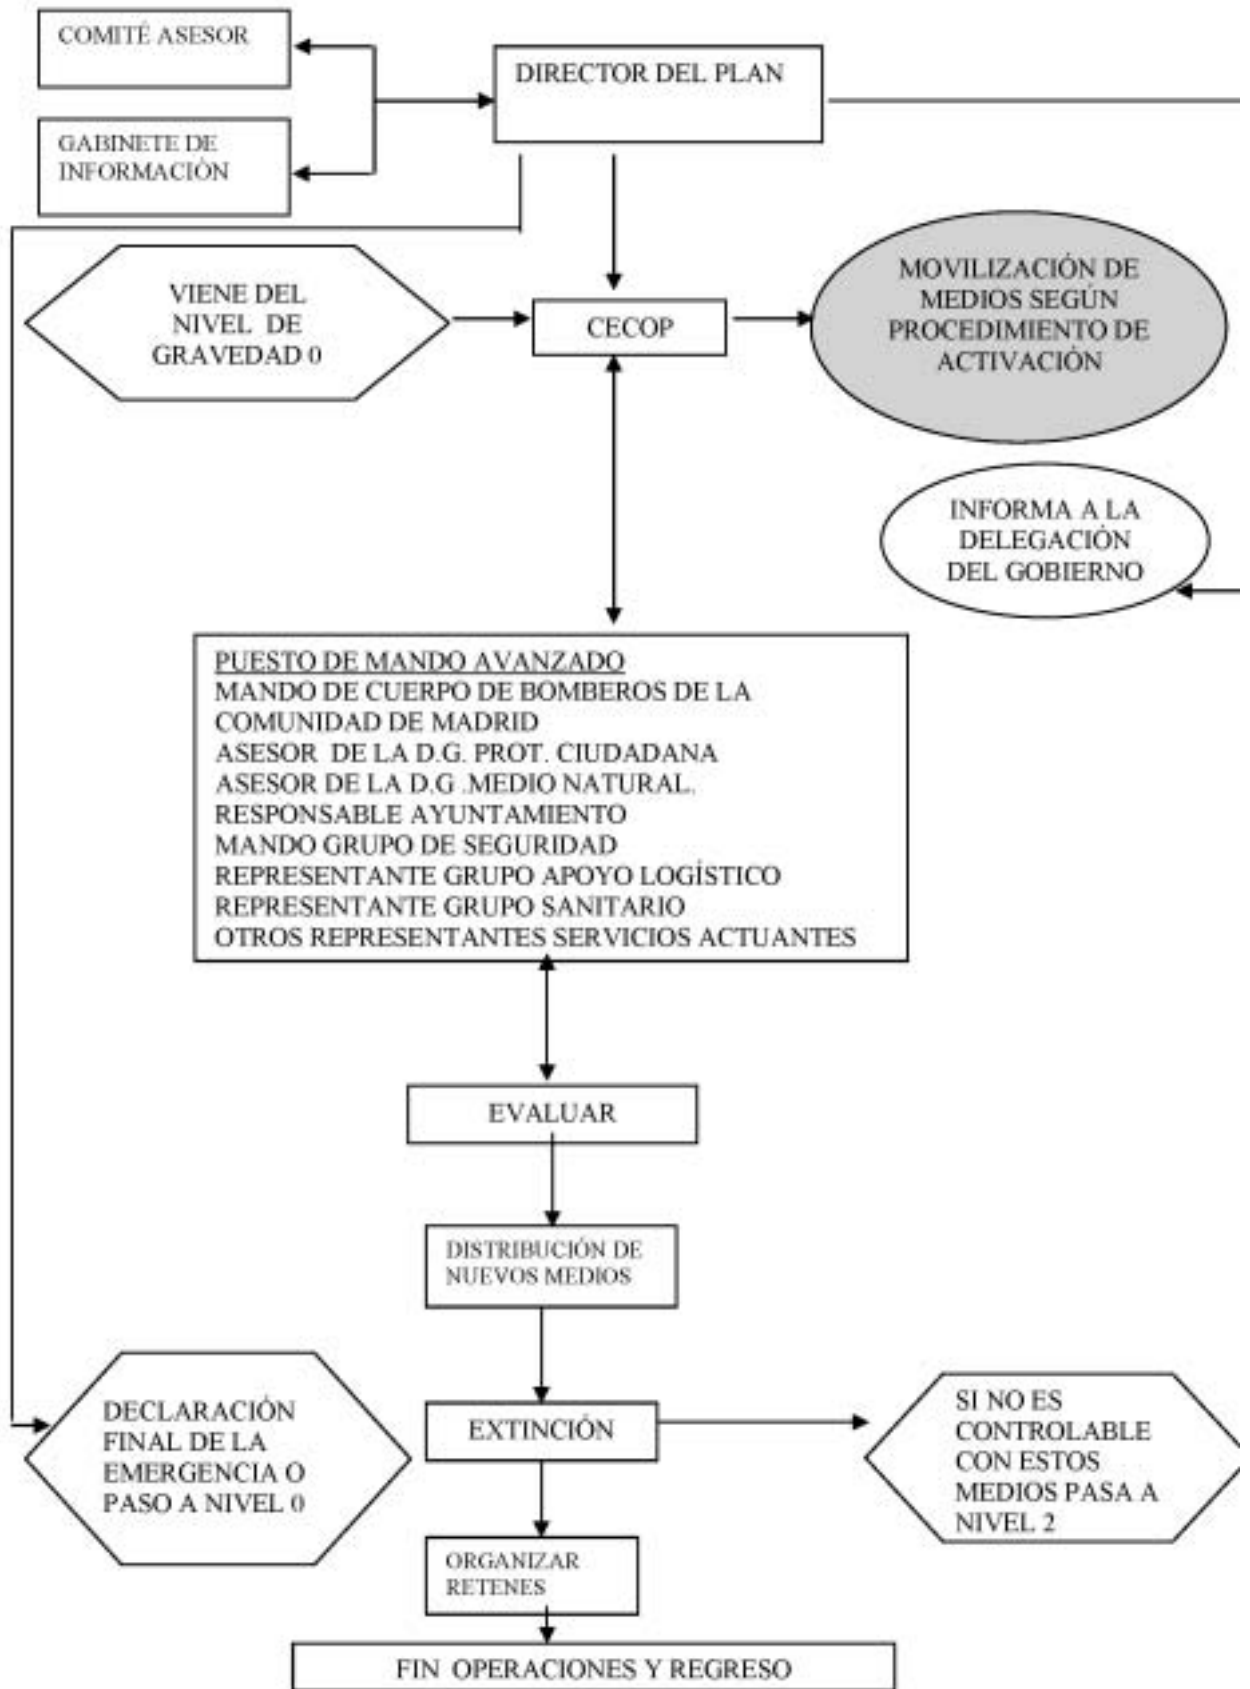 COMITÉ ASESOR
DIRECTOR DEL PLAN
GABINETE DE
INFORMACIÓN
VIENE DEL
NIVEL DE
GRAVEDAD 0
CECOP
MOVILIZACIÓN DE
MEDIOS SEGÚN
PROCEDIMIENTO DE
ACTIVACIÓN
INFORMA A LA
DELEGACIÓN
DEL GOBIERNO
PUESTO DE MANDO AVANZADO
MANDO DE CUERPO DE BOMBEROS DE LA
COMUNIDAD DE MADRID
ASESOR DE LA D.G. PROT. CIUDADANA
ASESOR DE LA D.G .MEDIO NATURAL.
RESPONSABLE AYUNTAMIENTO
MANDO GRUPO DE SEGURIDAD
REPRESENTANTE GRUPO APOYO LOGÍSTICO
REPRESENTANTE GRUPO SANITARIO
OTROS REPRESENTANTES SERVICIOS ACTUANTES
EVALUAR
DISTRIBUCIÓN DE
NUEVOS MEDIOS
DECLARACIÓN
FINAL DE LA
EMERGENCIA O
PASO A NIVEL 0
EXTINCIÓN
SI NO ES
CONTROLABLE
CON ESTOS
MEDIOS PASA A
NIVEL 2
ORGANIZAR
RETENES
FIN OPERACIONES Y REGRESO